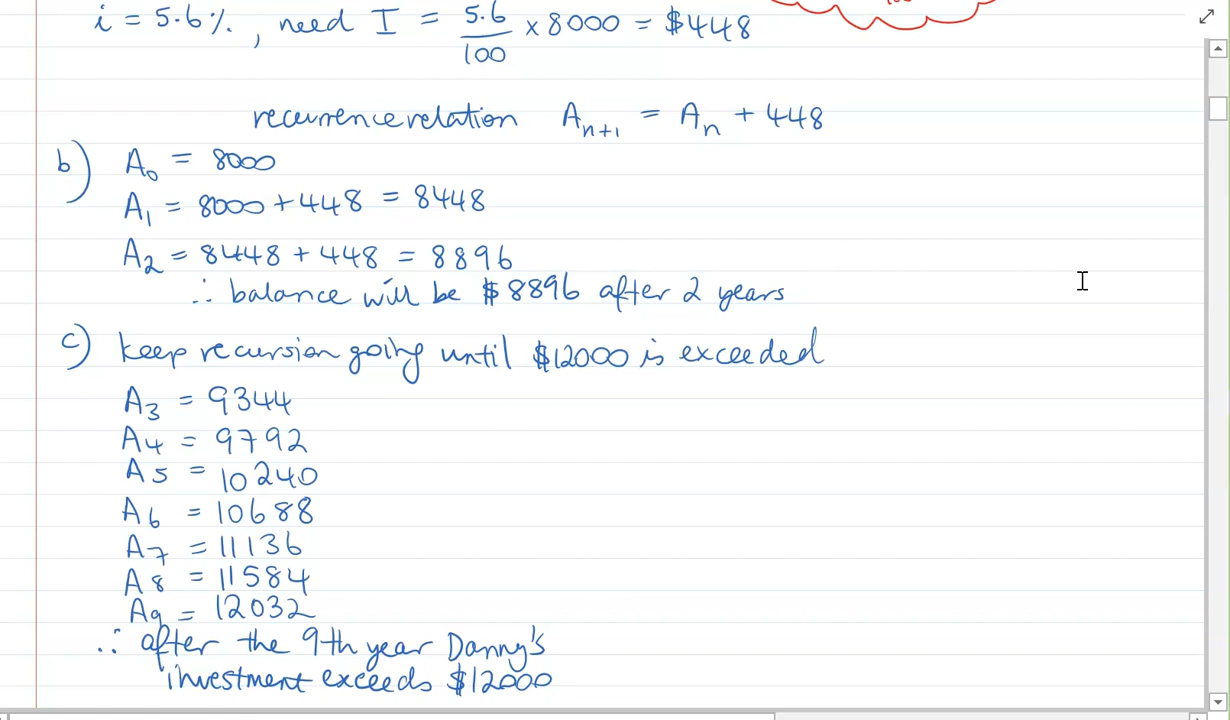 i = 5.6%, need I = 5.6/100 × 8000 = $448
recurrence relation A_{n+1} = A_n + 448
b) A_0 = 8000
A_1 = 8000 + 448 = 8448
A_2 = 8448 + 448 = 8896
∴ balance will be $8896 after 2 years
c) keep recursion going until $12000 is exceeded
A_3 = 9344
A_4 = 9792
A_5 = 10240
A_6 = 10688
A_7 = 11136
A_8 = 11584
A_9 = 12032
∴ after the 9th year Danny's
investment exceeds $12000